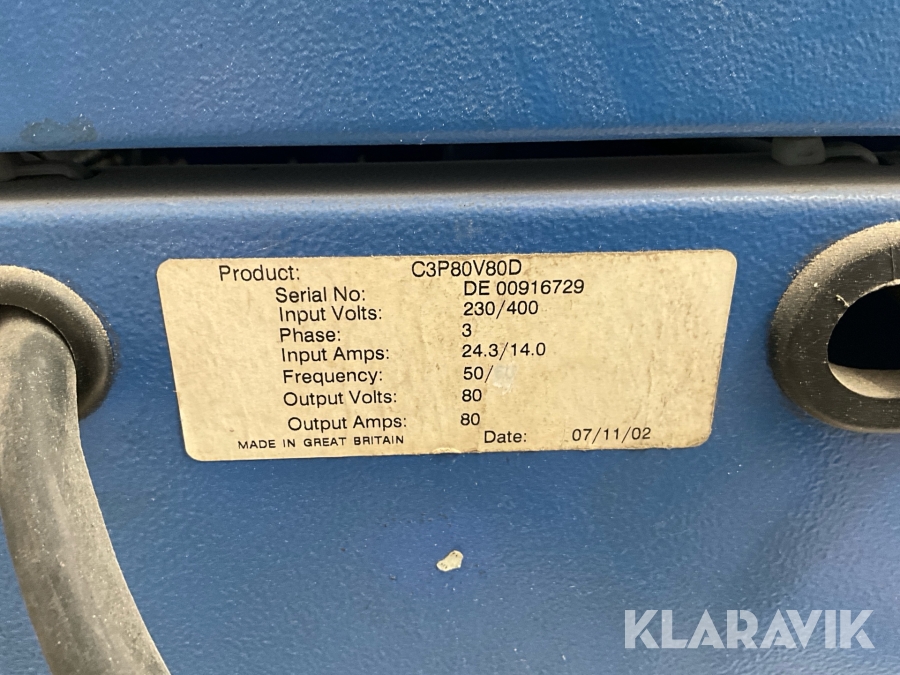 Product: C3P80V80D
Serial No: DE 00916729
Input Volts: 230/400
Phase: 3
Input Amps: 24.3/14.0
Frequency: 50/
Output Volts: 80
Output Amps: 80
MADE IN GREAT BRITAIN Date: 07/11/02
KLARAVIK